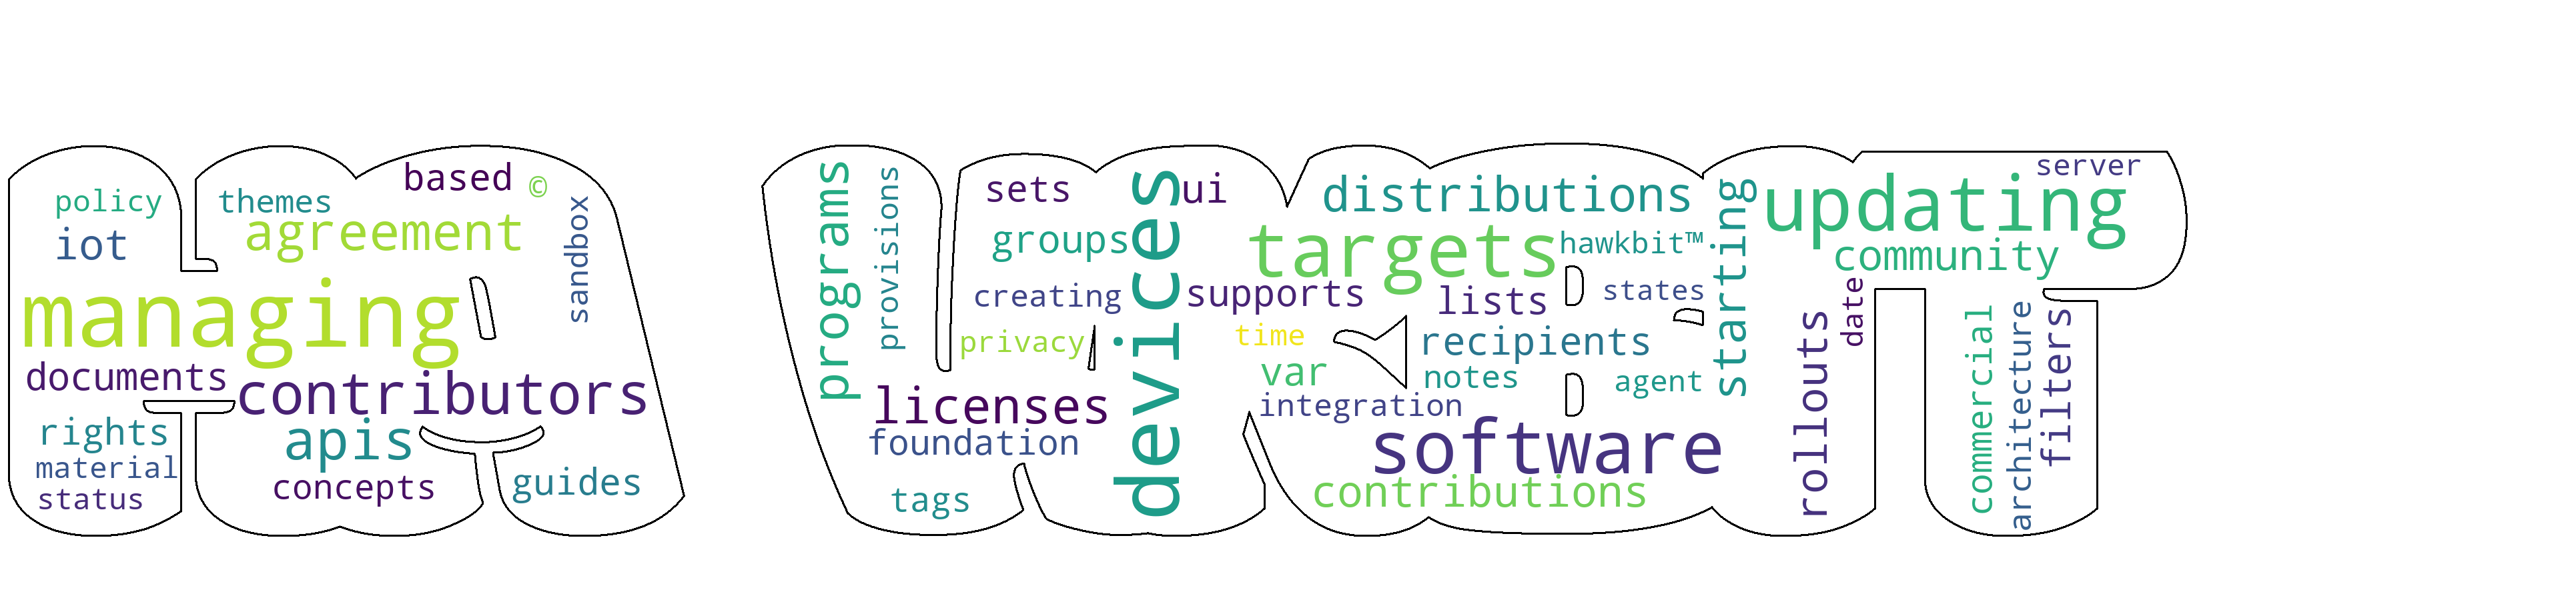 policy
iot
themes
based
©
agreement
sandbox
managing
documents
contributors
rights
apis
material
status
concepts
guides
programs
provisions
sets
ui
groups
devices
creating
privacy
licenses
foundation
tags
distributions
targets
hawkbit™
supports
lists
states
time
recipients
var
notes
agent
integration
software
contributions
starting
server
updating
community
date
rollouts
commercial
architecture
filters